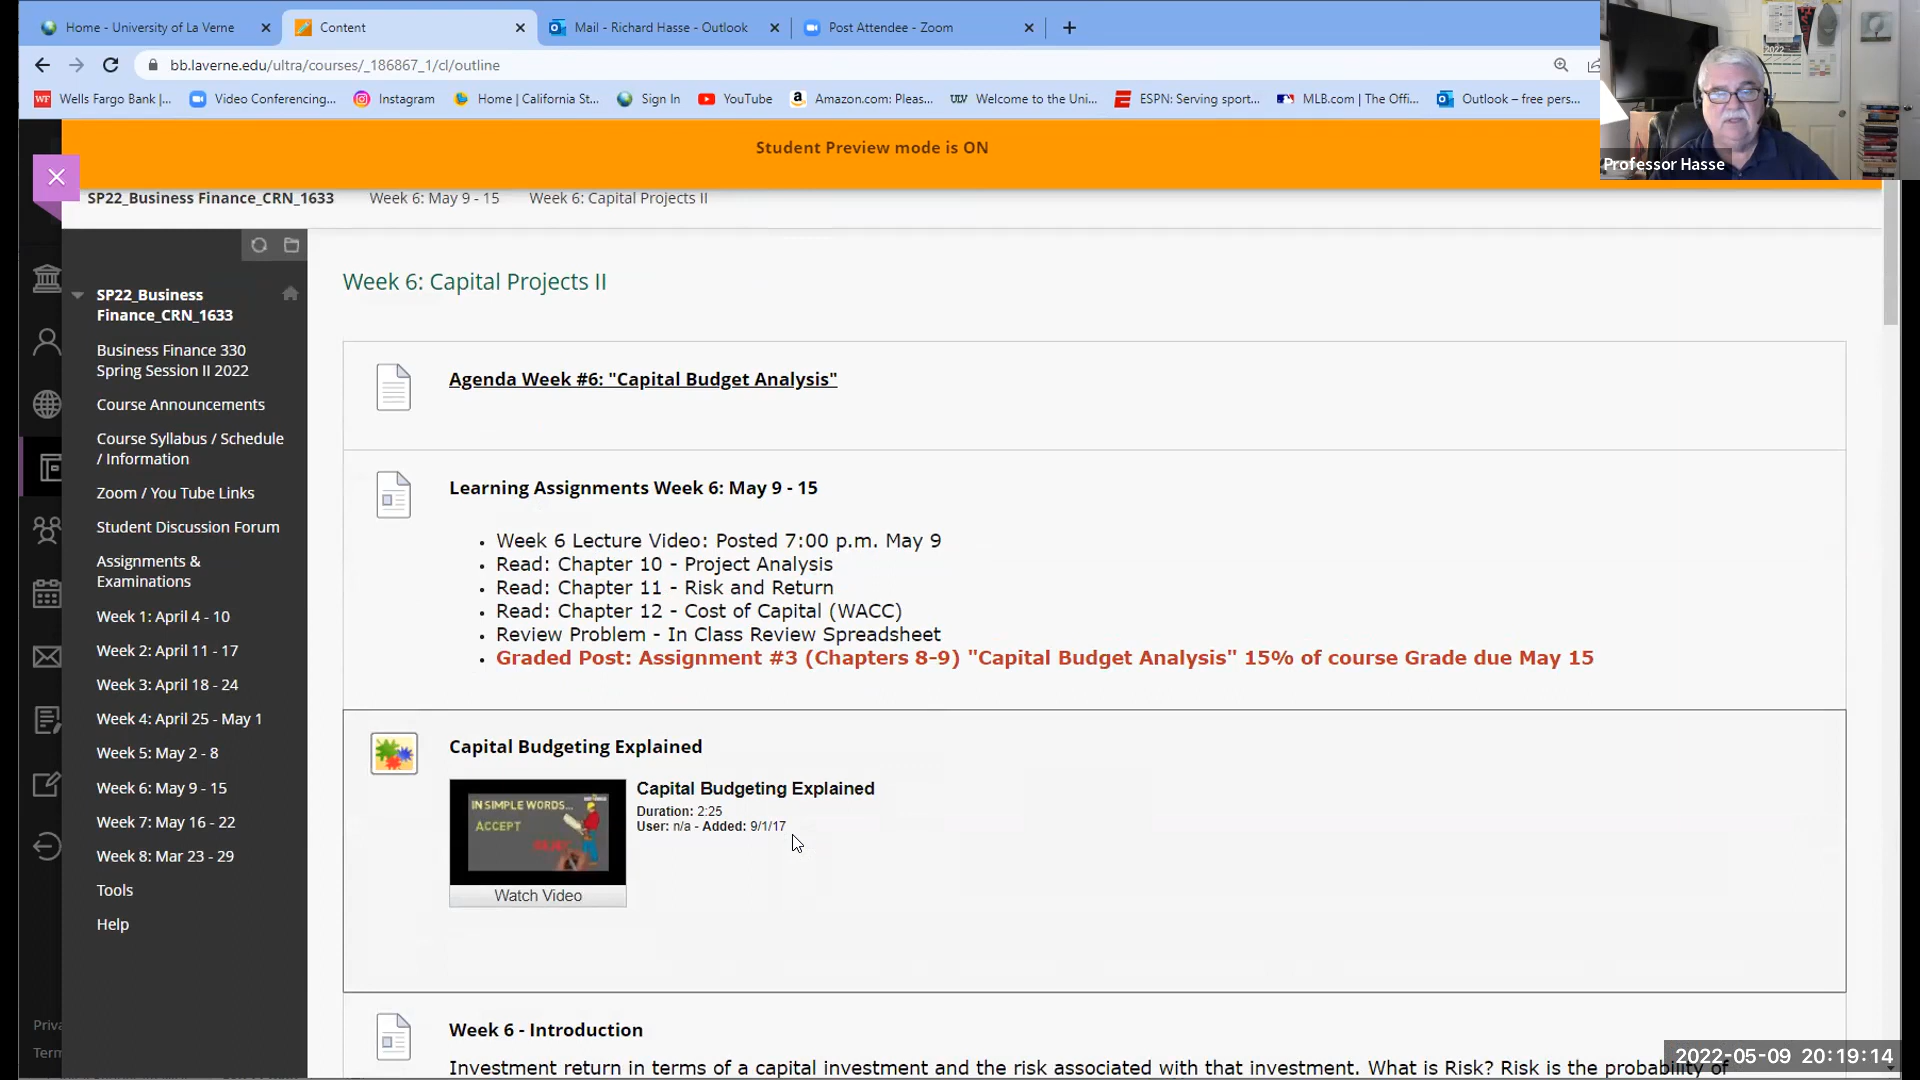 Home - University of La Verne
Content
Mail - Richard Hasse - Outlook
Post Attendee - Zoom
bb.laverne.edu/ultra/courses/_186867_1/cl/outline
WF Wells Fargo Bank |...
Video Conferencing...
Instagram
Home | California St...
Sign In
YouTube
Amazon.com: Pleas...
Welcome to the Uni...
ESPN: Serving sport...
MLB.com | The Offi...
Outlook – free pers...
2022
Professor Hasse
Student Preview mode is ON
SP22_Business Finance_CRN_1633
Week 6: May 9 - 15
Week 6: Capital Projects II
SP22_Business
Finance_CRN_1633
Business Finance 330
Spring Session II 2022
Course Announcements
Course Syllabus / Schedule
/ Information
Zoom / You Tube Links
Student Discussion Forum
Assignments &
Examinations
Week 1: April 4 - 10
Week 2: April 11 - 17
Week 3: April 18 - 24
Week 4: April 25 - May 1
Week 5: May 2 - 8
Week 6: May 9 - 15
Week 7: May 16 - 22
Week 8: Mar 23 - 29
Tools
Help
Priva
Term
Week 6: Capital Projects II
Agenda Week #6: "Capital Budget Analysis"
Learning Assignments Week 6: May 9 - 15
Week 6 Lecture Video: Posted 7:00 p.m. May 9
Read: Chapter 10 - Project Analysis
Read: Chapter 11 - Risk and Return
Read: Chapter 12 - Cost of Capital (WACC)
Review Problem - In Class Review Spreadsheet
Graded Post: Assignment #3 (Chapters 8-9) "Capital Budget Analysis" 15% of course Grade due May 15
Capital Budgeting Explained
IN SIMPLE WORDS...
ACCEPT
Watch Video
Capital Budgeting Explained
Duration: 2:25
User: n/a - Added: 9/1/17
Week 6 - Introduction
Investment return in terms of a capital investment and the risk associated with that investment. What is Risk? Risk is the probability of
2022-05-09 20:19:14